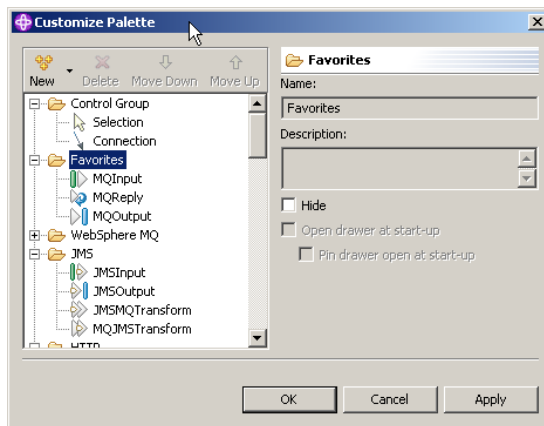 Customize Palette
New
Delete
Move Down
Move Up
Control Group
Selection
Connection
Favorites
MQInput
MQReply
MQOutput
WebSphere MQ
JMS
JMSInput
JMSOutput
JMSMQTransform
MQJMSTransform
HTTP
Favorites
Name:
Favorites
Description:
Hide
Open drawer at start-up
Pin drawer open at start-up
OK
Cancel
Apply